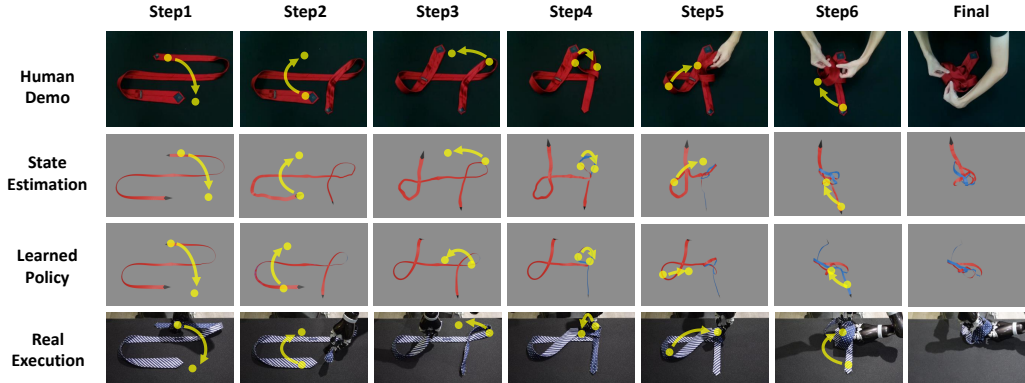 Step1 Step2 Step3 Step4 Step5 Step6 Final
Human
Demo
State
Estimation
Learned
Policy
Real
Execution